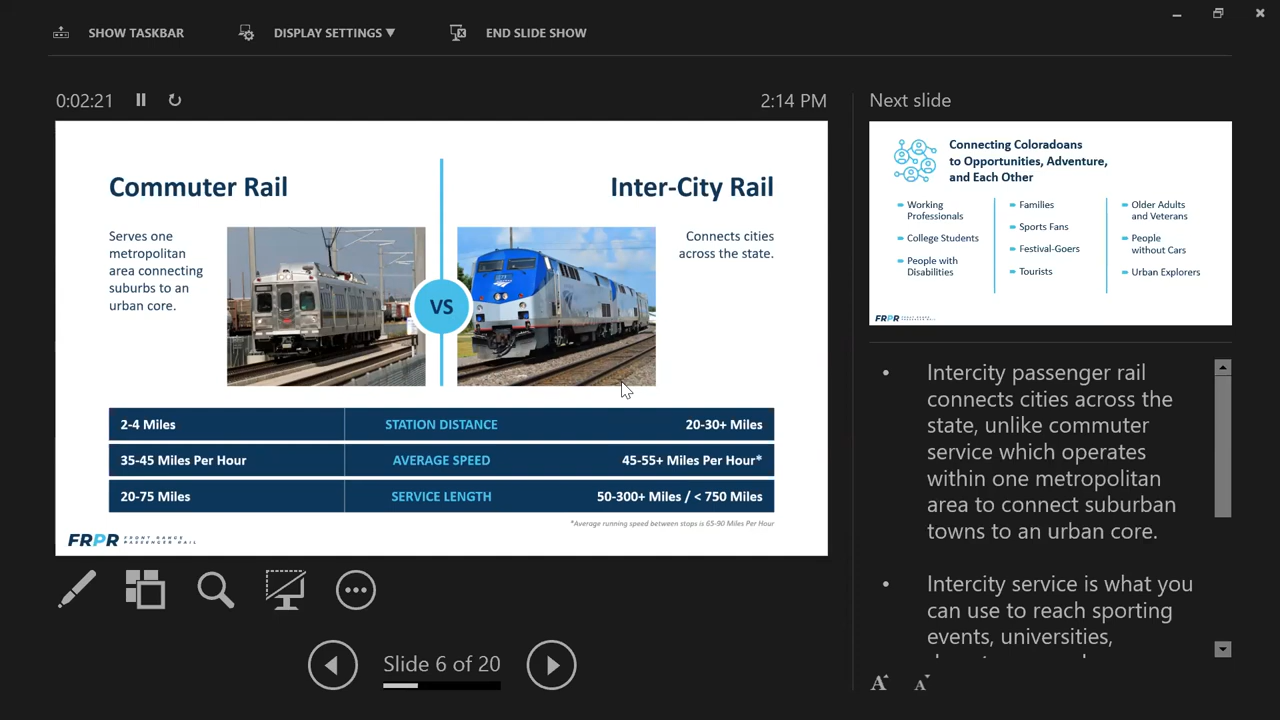 SHOW TASKBAR
DISPLAY SETTINGS ▼
END SLIDE SHOW
0:02:21
2:14 PM
Commuter Rail
Serves one
metropolitan
area connecting
suburbs to an
urban core.
VS
Inter-City Rail
Connects cities
across the state.
2-4 Miles STATION DISTANCE 20-30+ Miles
35-45 Miles Per Hour AVERAGE SPEED 45-55+ Miles Per Hour*
20-75 Miles SERVICE LENGTH 50-300+ Miles / < 750 Miles
*Average running speed between stops is 65-90 Miles Per Hour
FRPR FRONT RANGE
PASSENGER RAIL
Slide 6 of 20
Next slide
Connecting Coloradoans
to Opportunities, Adventure,
and Each Other
Working
Professionals
College Students
People with
Disabilities
Families
Sports Fans
Festival-Goers
Tourists
Older Adults
and Veterans
People
without Cars
Urban Explorers
FRPR
• Intercity passenger rail
connects cities across the
state, unlike commuter
service which operates
within one metropolitan
area to connect suburban
towns to an urban core.
• Intercity service is what you
can use to reach sporting
events, universities,
A A